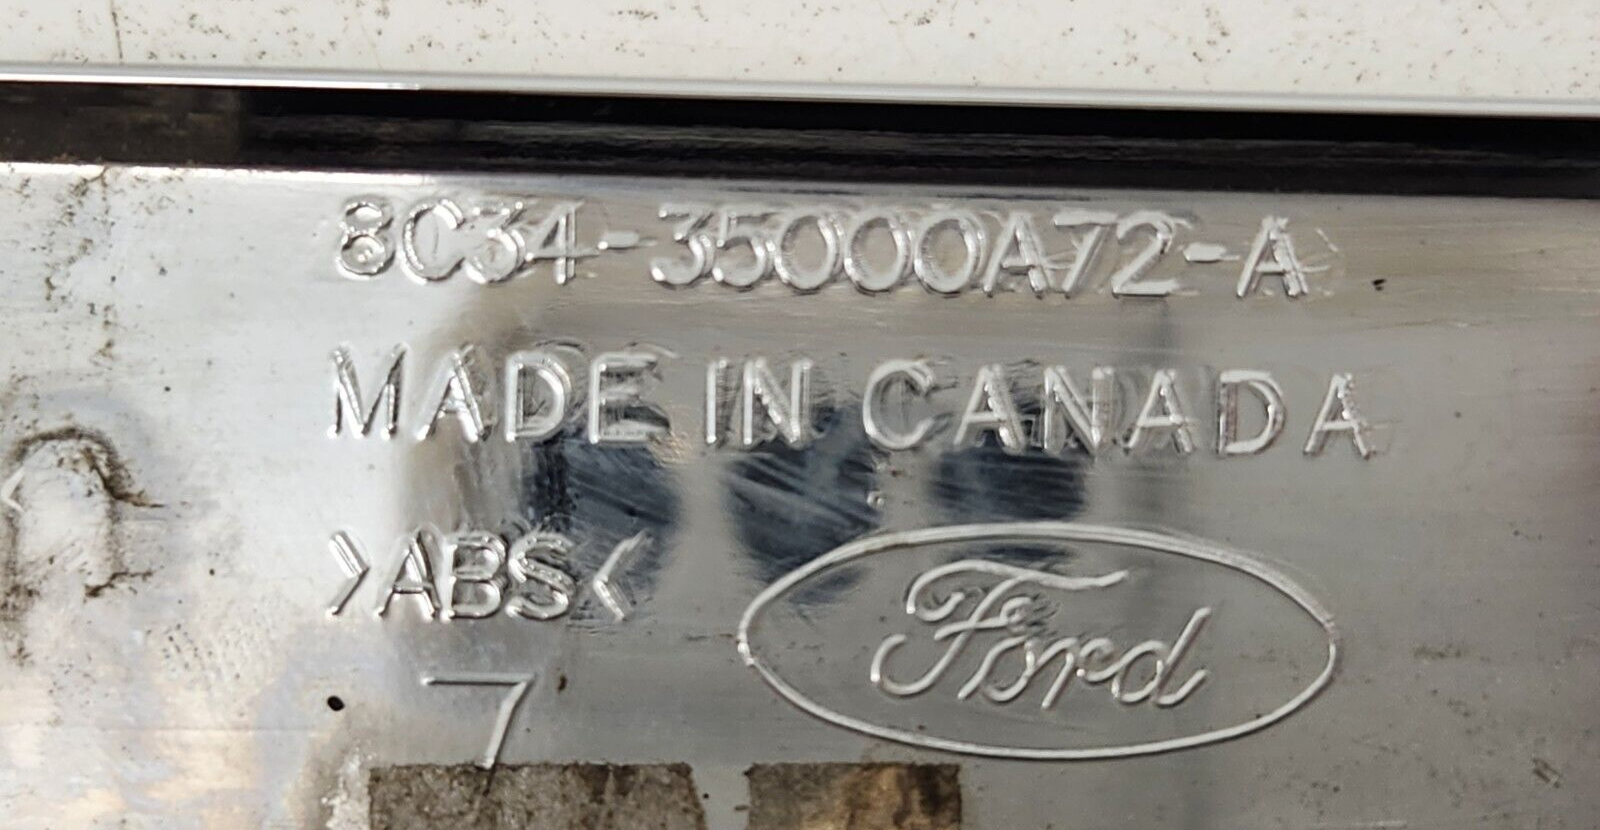 8C34-35000A72-A
MADE IN CANADA
>ABS<
Ford
7